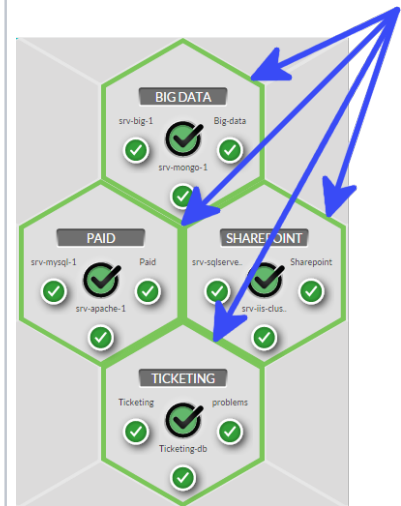 BIG DATA
srv-big-1
Big-data
srv-mongo-1
PAID
srv-mysql-1
Paid
srv-apache-1
SHAREPOINT
srv-sqlserve..
Sharepoint
srv-iis-clus..
TICKETING
Ticketing
problems
Ticketing-db